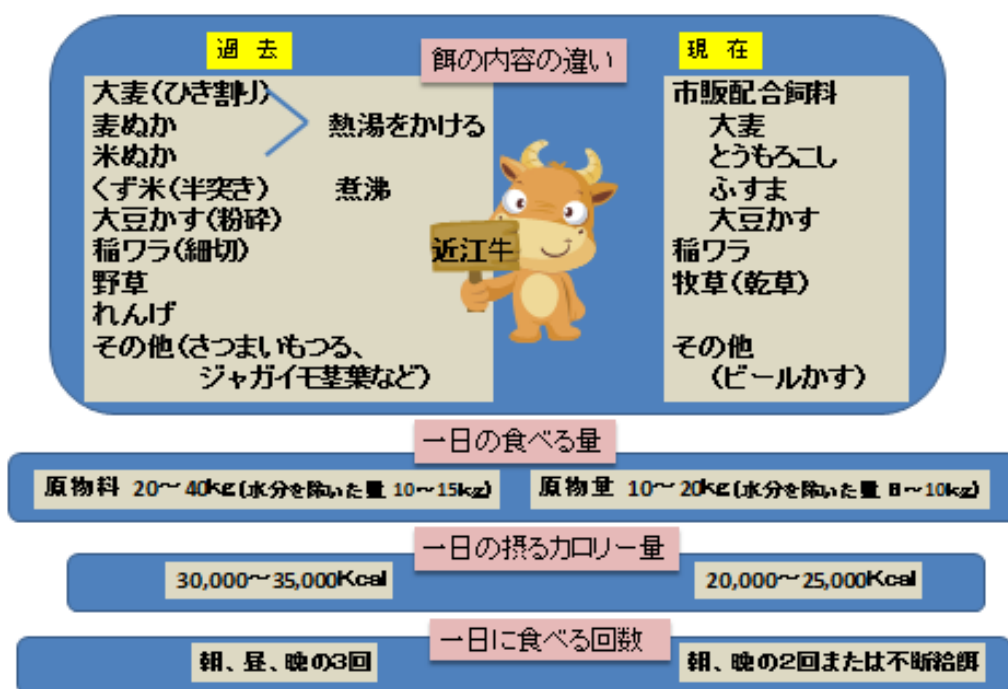 過去
餌の内容の違い
現在
大麦(ひき割り)
麦ぬか
米ぬか
熱湯をかける
くず米(半突き) 煮沸
大豆かす(粉砕)
稲ワラ(細切)
野草
れんげ
その他(さつまいもつる、
ジャガイモ茎葉など)
近江牛
市販配合飼料
大麦
とうもろこし
ふすま
大豆かす
稲ワラ
牧草(乾草)
その他
(ビールかす)
一日の食べる量
原物料 20~40kg(水分を除いた量 10~15kg)
原物量 10~20kg(水分を除いた量 8~10kg)
一日の摂るカロリー量
30,000~35,000Kcal
20,000~25,000Kcal
一日に食べる回数
朝、昼、晩の3回
朝、晩の2回または不断給餌